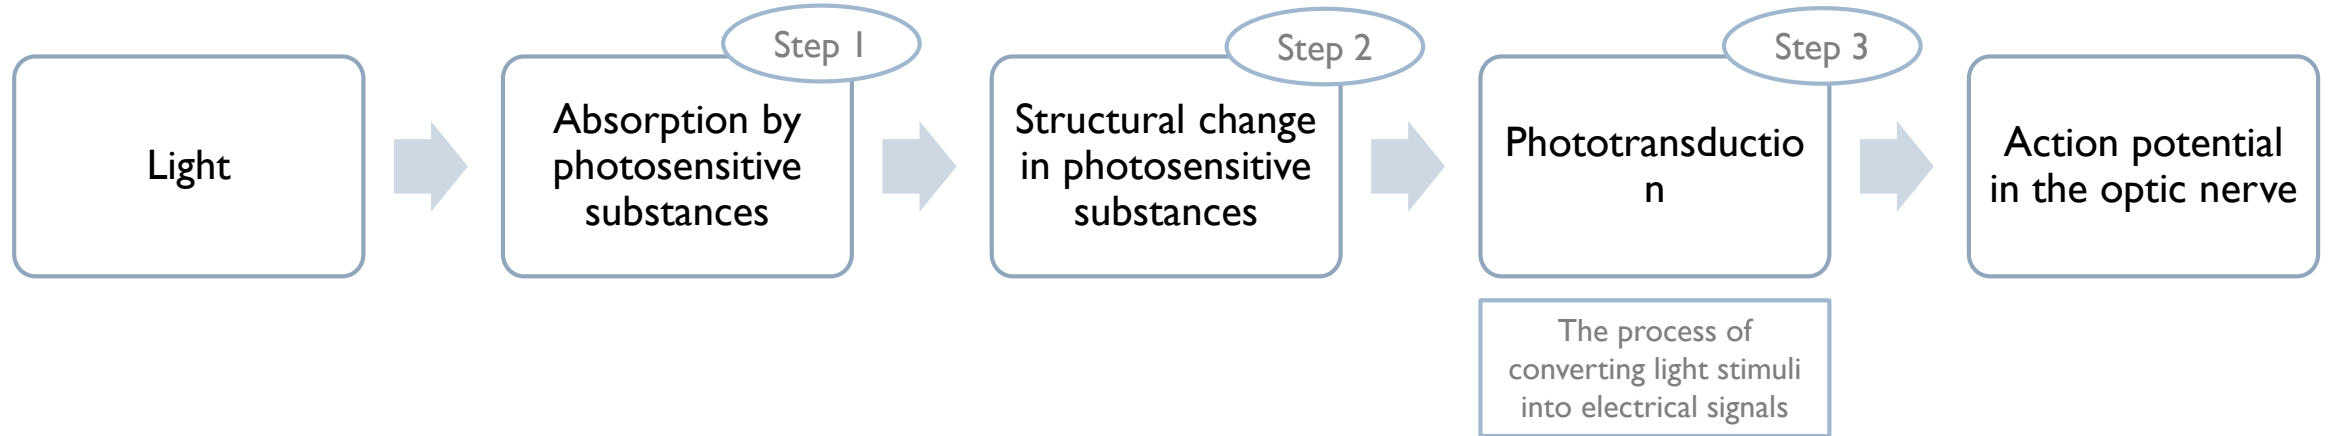 Step 1
Step 2
Step 3
Light
Absorption by
photosensitive
substances
Structural change
in photosensitive
substances
Phototransductio
n
Action potential
in the optic nerve
The process of
converting light stimuli
into electrical signals